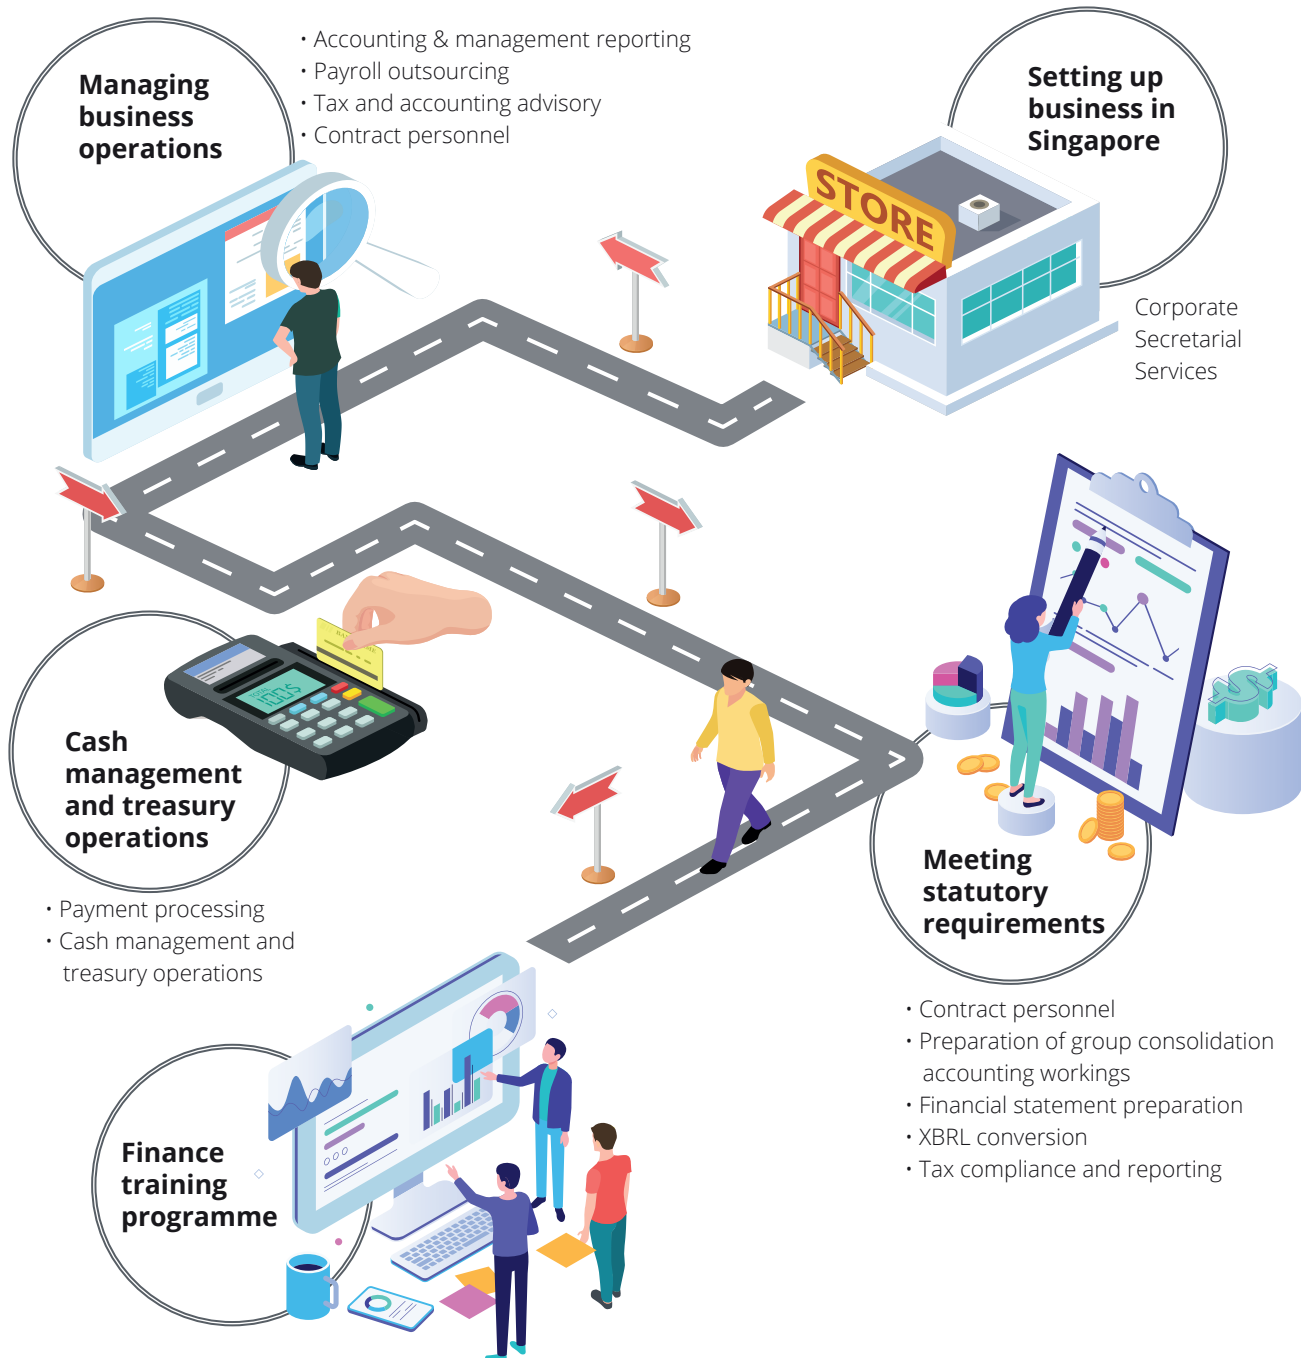 Managing
business
operations
• Accounting & management reporting
• Payroll outsourcing
• Tax and accounting advisory
• Contract personnel
Setting up
business in
Singapore
STORE
Corporate
Secretarial
Services
Cash
management
and treasury
operations
TOTAL
100$
• Payment processing
• Cash management and
treasury operations
Meeting
statutory
requirements
• Contract personnel
• Preparation of group consolidation
accounting workings
• Financial statement preparation
• XBRL conversion
• Tax compliance and reporting
Finance
training
programme